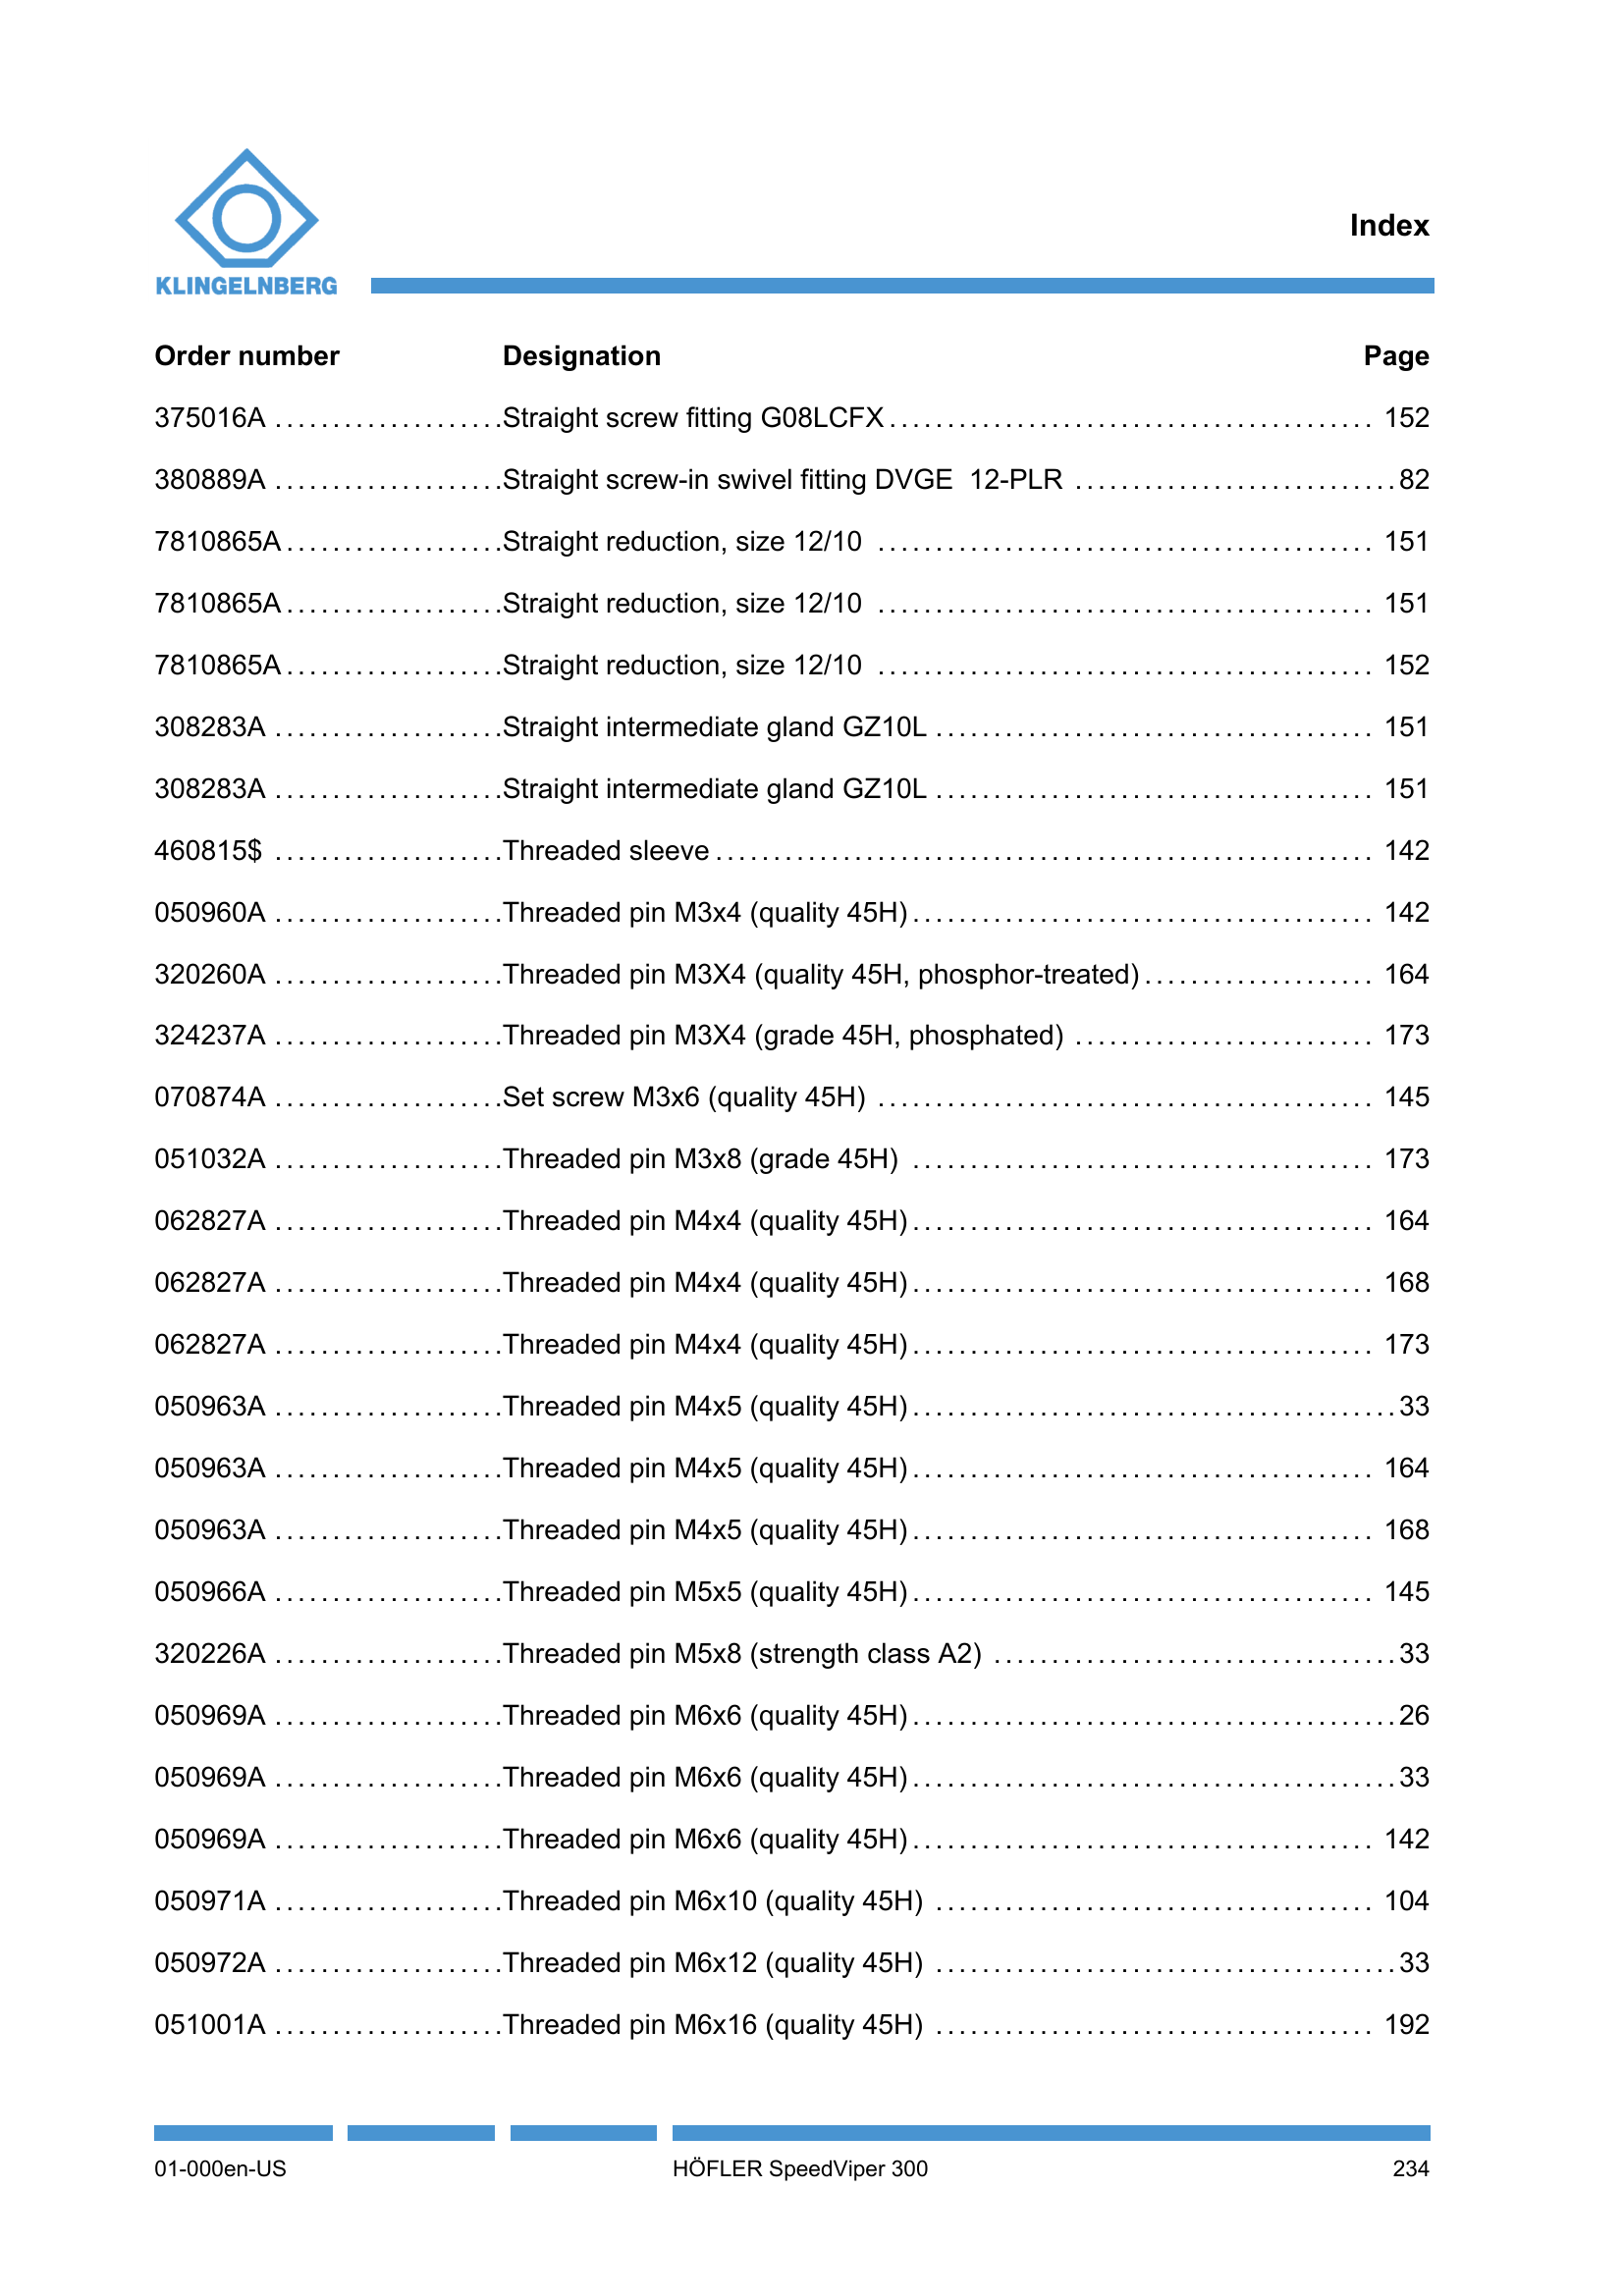 KLINGELNBERG
Index
Order number Designation Page
375016A ....................Straight screw fitting G08LCFX.......................................... 152
380889A ....................Straight screw-in swivel fitting DVGE  12-PLR ............................82
7810865A...................Straight reduction, size 12/10  ........................................... 151
7810865A...................Straight reduction, size 12/10  ........................................... 151
7810865A...................Straight reduction, size 12/10  ........................................... 152
308283A ....................Straight intermediate gland GZ10L ...................................... 151
308283A ....................Straight intermediate gland GZ10L ...................................... 151
460815$ ....................Threaded sleeve......................................................... 142
050960A ....................Threaded pin M3x4 (quality 45H)........................................ 142
320260A ....................Threaded pin M3X4 (quality 45H, phosphor-treated).................... 164
324237A ....................Threaded pin M3X4 (grade 45H, phosphated) .......................... 173
070874A ....................Set screw M3x6 (quality 45H) ........................................... 145
051032A ....................Threaded pin M3x8 (grade 45H) ........................................ 173
062827A ....................Threaded pin M4x4 (quality 45H)........................................ 164
062827A ....................Threaded pin M4x4 (quality 45H)........................................ 168
062827A ....................Threaded pin M4x4 (quality 45H)........................................ 173
050963A ....................Threaded pin M4x5 (quality 45H)..........................................33
050963A ....................Threaded pin M4x5 (quality 45H)........................................ 164
050963A ....................Threaded pin M4x5 (quality 45H)........................................ 168
050966A ....................Threaded pin M5x5 (quality 45H)........................................ 145
320226A ....................Threaded pin M5x8 (strength class A2) ...................................33
050969A ....................Threaded pin M6x6 (quality 45H)..........................................26
050969A ....................Threaded pin M6x6 (quality 45H)..........................................33
050969A ....................Threaded pin M6x6 (quality 45H)........................................ 142
050971A ....................Threaded pin M6x10 (quality 45H) ...................................... 104
050972A ....................Threaded pin M6x12 (quality 45H) ........................................33
051001A ....................Threaded pin M6x16 (quality 45H) ...................................... 192
01-000en-US HÖFLER SpeedViper 300 234